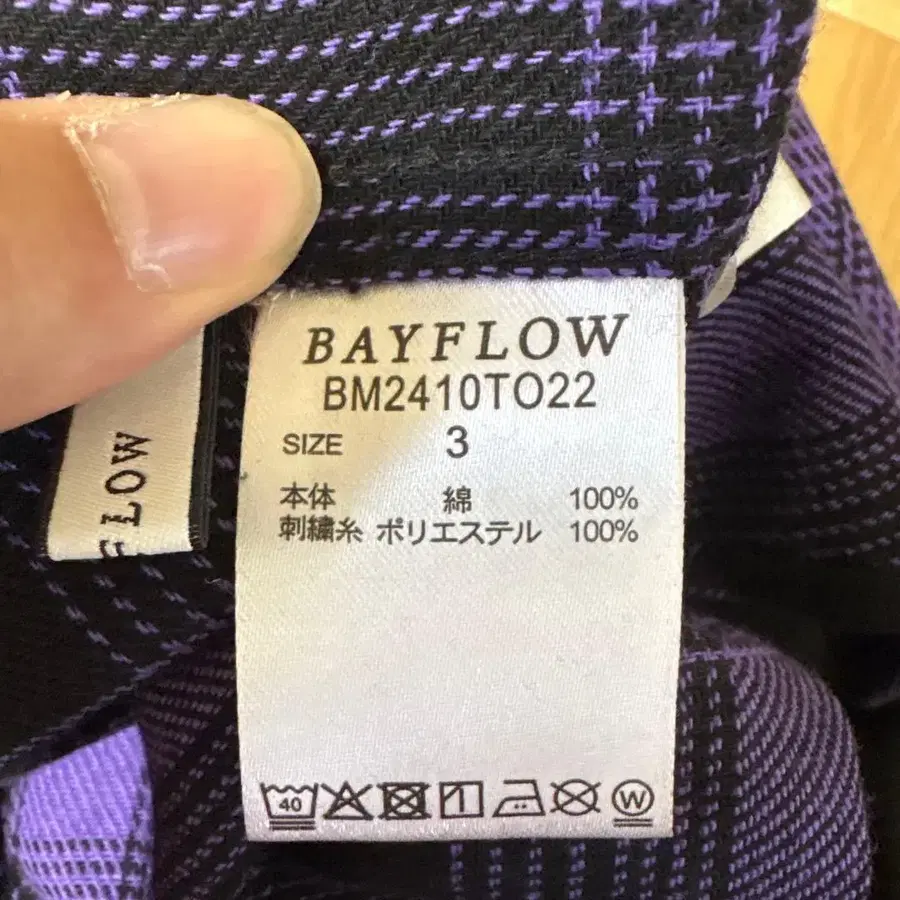 BAYFLOW
BM2410TO22
SIZE 3
本体 綿 100%
刺繍糸 ポリエステル 100%
40
W
FLOW